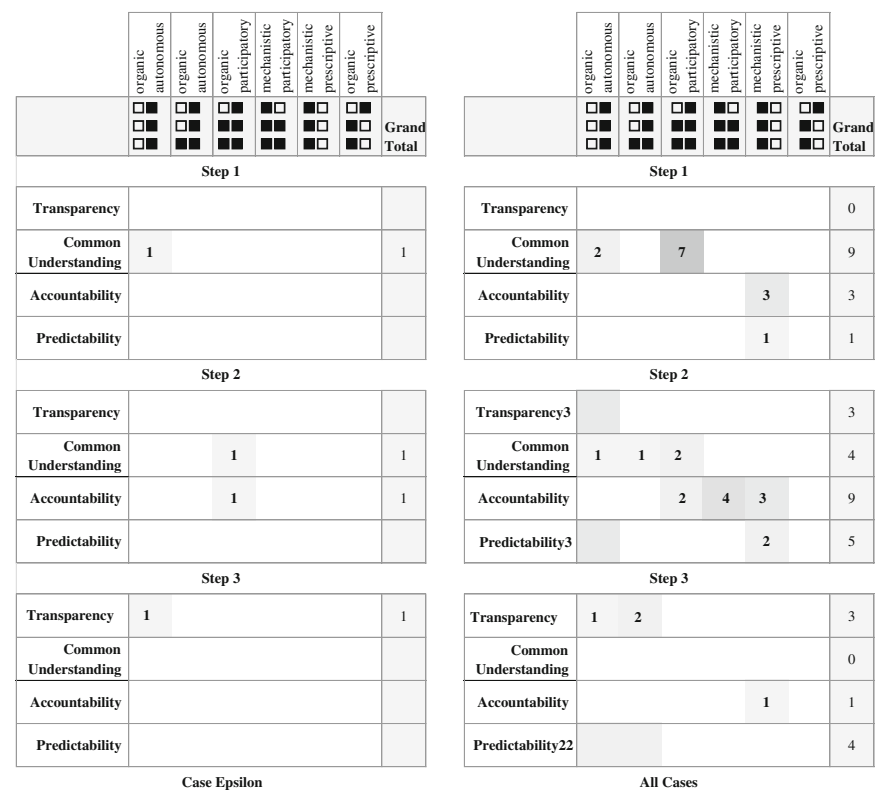 organic autonomous organic autonomous organic participatory mechanistic participatory mechanistic prescriptive organic prescriptive
Grand Total
Step 1
Transparency
Common Understanding 1 1
Accountability
Predictability
Step 2
Transparency
Common Understanding 1 1
Accountability 1 1
Predictability
Step 3
Transparency 1 1
Common Understanding
Accountability
Predictability
Case Epsilon
organic autonomous organic autonomous organic participatory mechanistic participatory mechanistic prescriptive organic prescriptive
Grand Total
Step 1
Transparency 0
Common Understanding 2 7 9
Accountability 3 3
Predictability 1 1
Step 2
Transparency3 3
Common Understanding 1 1 2 4
Accountability 2 4 3 9
Predictability3 2 5
Step 3
Transparency 1 2 3
Common Understanding 0
Accountability 1 1
Predictability22 4
All Cases